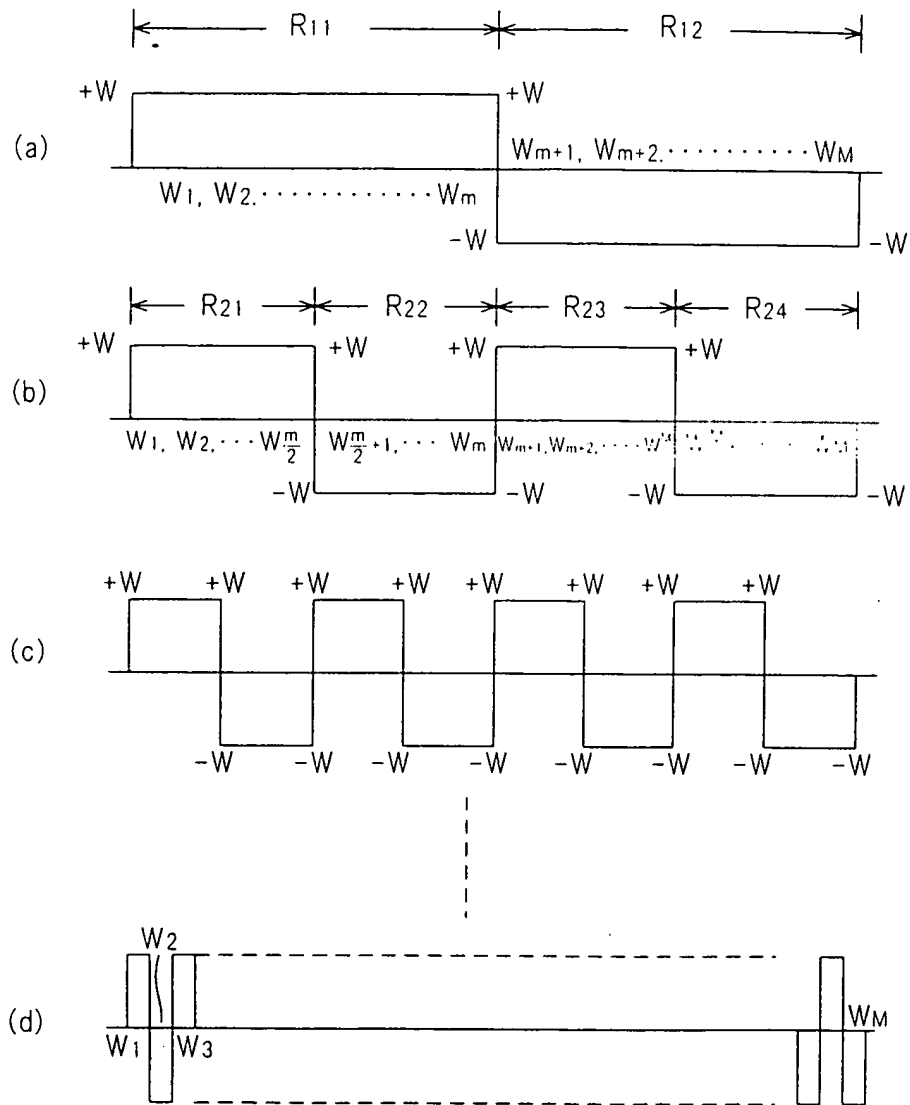 R11 R12
+W +W
(a)
Wm+1, Wm+2. ·········· WM
W1, W2. ············ Wm
-W -W
R21 R22 R23 R24
+W +W +W +W
(b)
W1, W2, ··· Wm/2 Wm/2+1, ··· Wm Wm+1, Wm+2, ·····
-W -W -W -W
+W +W +W +W +W +W +W
(c)
-W -W -W -W -W -W -W -W
W2
(d)
W1 W3 WM